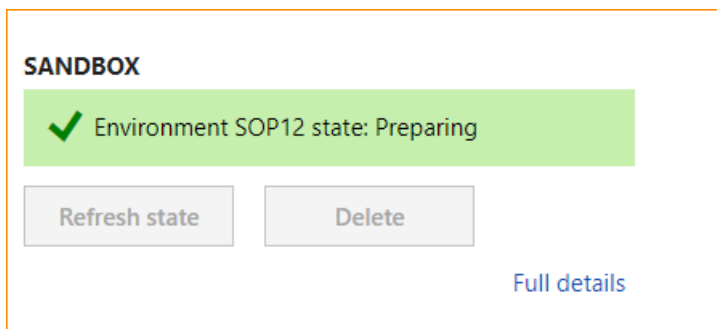 SANDBOX
Environment SOP12 state: Preparing
Refresh state Delete
Full details